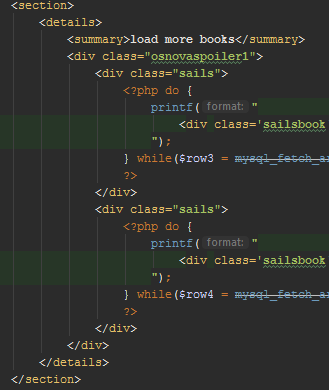 <section>
<details>
<summary>load more books</summary>
<div class="osnovaspoiler1">
<div class="sails">
<?php do {
printf( format: "
<div class='sailsbook
");
} while($row3 = mysql_fetch_ar
?>
</div>
<div class="sails">
<?php do {
printf( format: "
<div class='sailsbook
");
} while($row4 = mysql_fetch_ar
?>
</div>
</div>
</details>
</section>